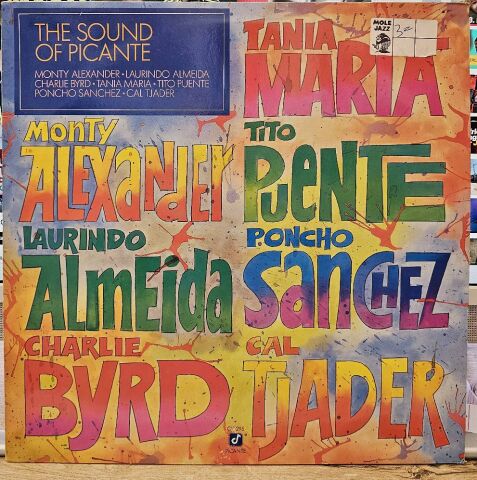 THE SOUND
OF PICANTE
MONTY ALEXANDER • LAURINDO ALMEIDA
CHARLIE BYRD • TANIA MARIA • TITO PUENTE
PONCHO SANCHEZ • CAL TJADER
MOLE
JAZZ
TANIA
MARIA
MONTY
ALEXANDER
TITO
PUENTE
LAURINDO
ALMEIDA
PONCHO
SANCHEZ
CHARLIE
BYRD
CAL
TJADER
PICANTE